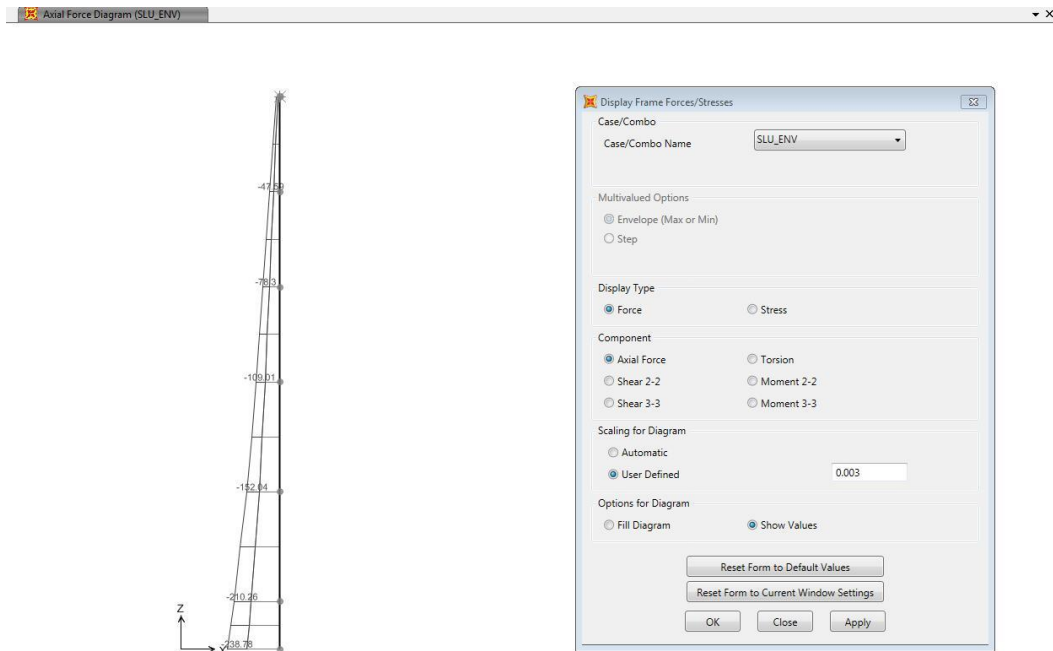 Axial Force Diagram (SLU_ENV)
-47.59
-78.3
-109.01
-152.04
-210.26
-238.78
Z
Y
Display Frame Forces/Stresses
Case/Combo
Case/Combo Name SLU_ENV
Multivalued Options
Envelope (Max or Min)
Step
Display Type
Force Stress
Component
Axial Force Torsion
Shear 2-2 Moment 2-2
Shear 3-3 Moment 3-3
Scaling for Diagram
Automatic
User Defined 0.003
Options for Diagram
Fill Diagram Show Values
Reset Form to Default Values
Reset Form to Current Window Settings
OK Close Apply